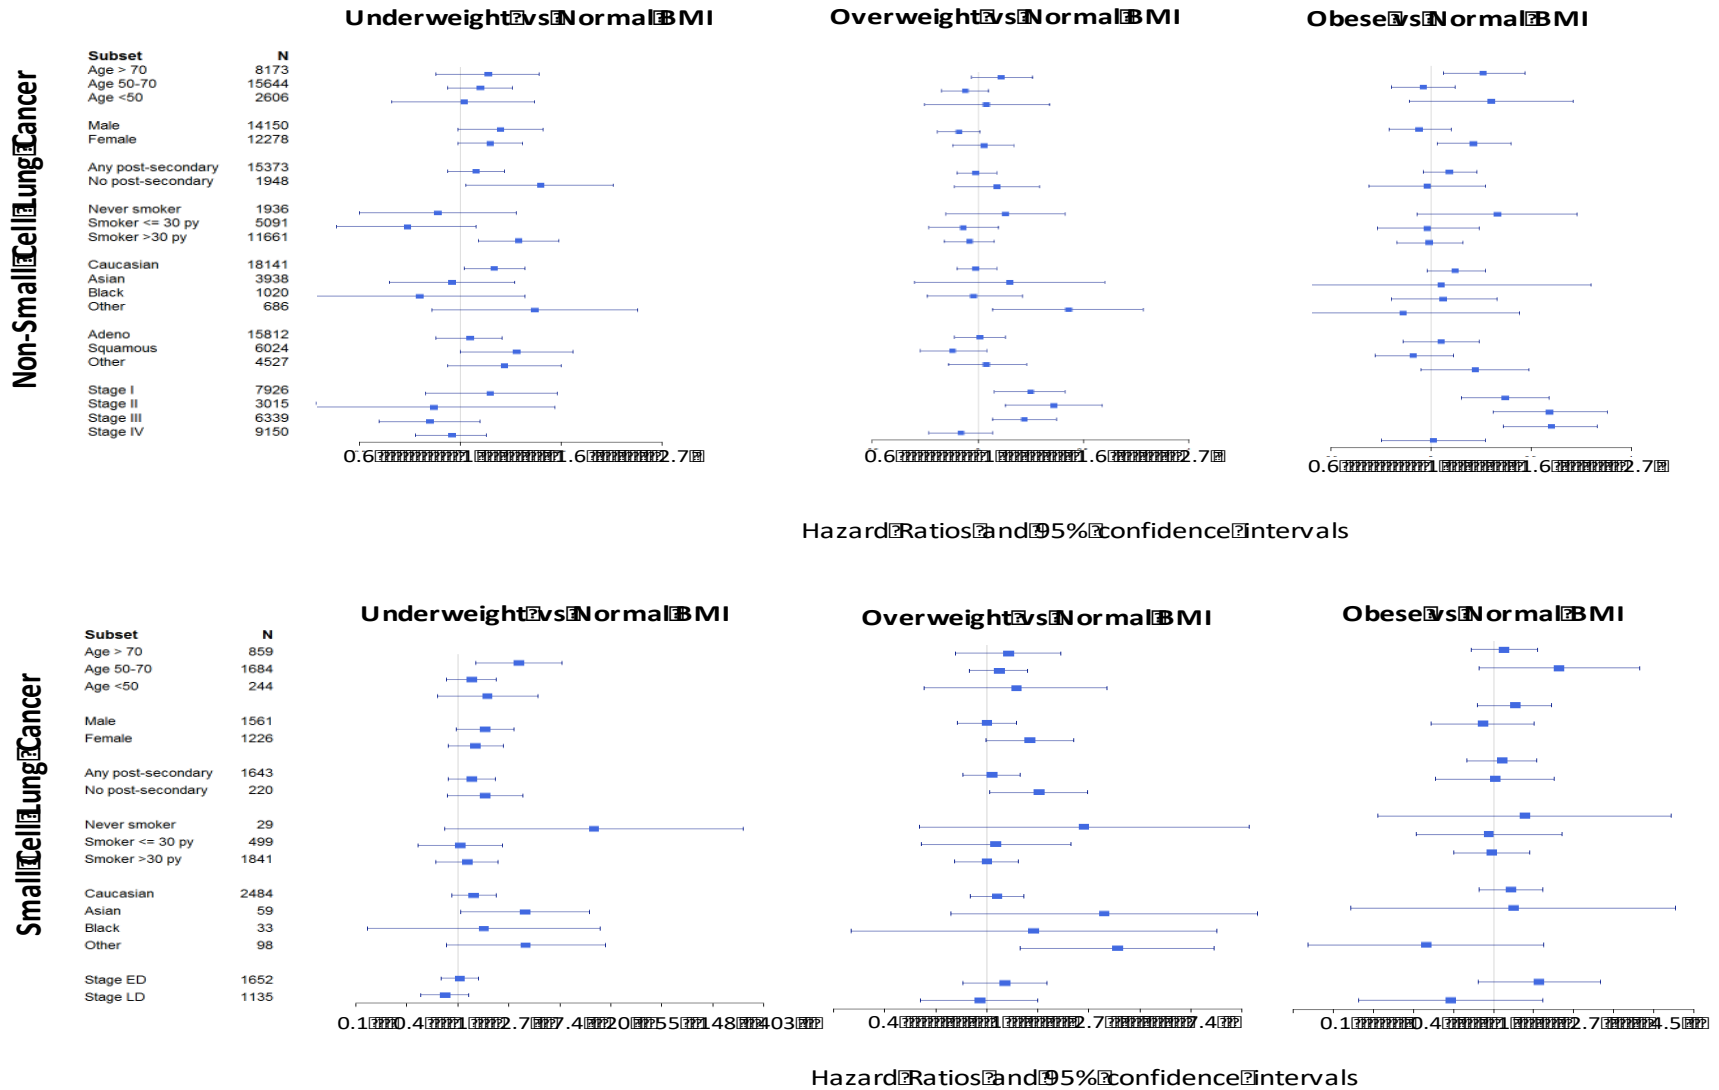 Underweight vs Normal BMI
Overweight vs Normal BMI
Obese vs Normal BMI
Non-Small Cell Lung Cancer
Subset N
Age > 70 8173
Age 50-70 15644
Age <50 2606
Male 14150
Female 12278
Any post-secondary 15373
No post-secondary 1948
Never smoker 1936
Smoker <= 30 py 5091
Smoker >30 py 11661
Caucasian 18141
Asian 3938
Black 1020
Other 686
Adeno 15812
Squamous 6024
Other 4527
Stage I 7926
Stage II 3015
Stage III 6339
Stage IV 9150
0.6 1 1.6 2.7
0.6 1 1.6 2.7
0.6 1 1.6 2.7
Hazard Ratios and 95% confidence intervals
Underweight vs Normal BMI
Overweight vs Normal BMI
Obese vs Normal BMI
Small Cell Lung Cancer
Subset N
Age > 70 859
Age 50-70 1684
Age <50 244
Male 1561
Female 1226
Any post-secondary 1643
No post-secondary 220
Never smoker 29
Smoker <= 30 py 499
Smoker >30 py 1841
Caucasian 2484
Asian 59
Black 33
Other 98
Stage ED 1652
Stage LD 1135
0.1 0.4 1 2.7 7.4 20 55 148 403
0.4 1 2.7 7.4
0.1 0.4 1 2.7 4.5
Hazard Ratios and 95% confidence intervals